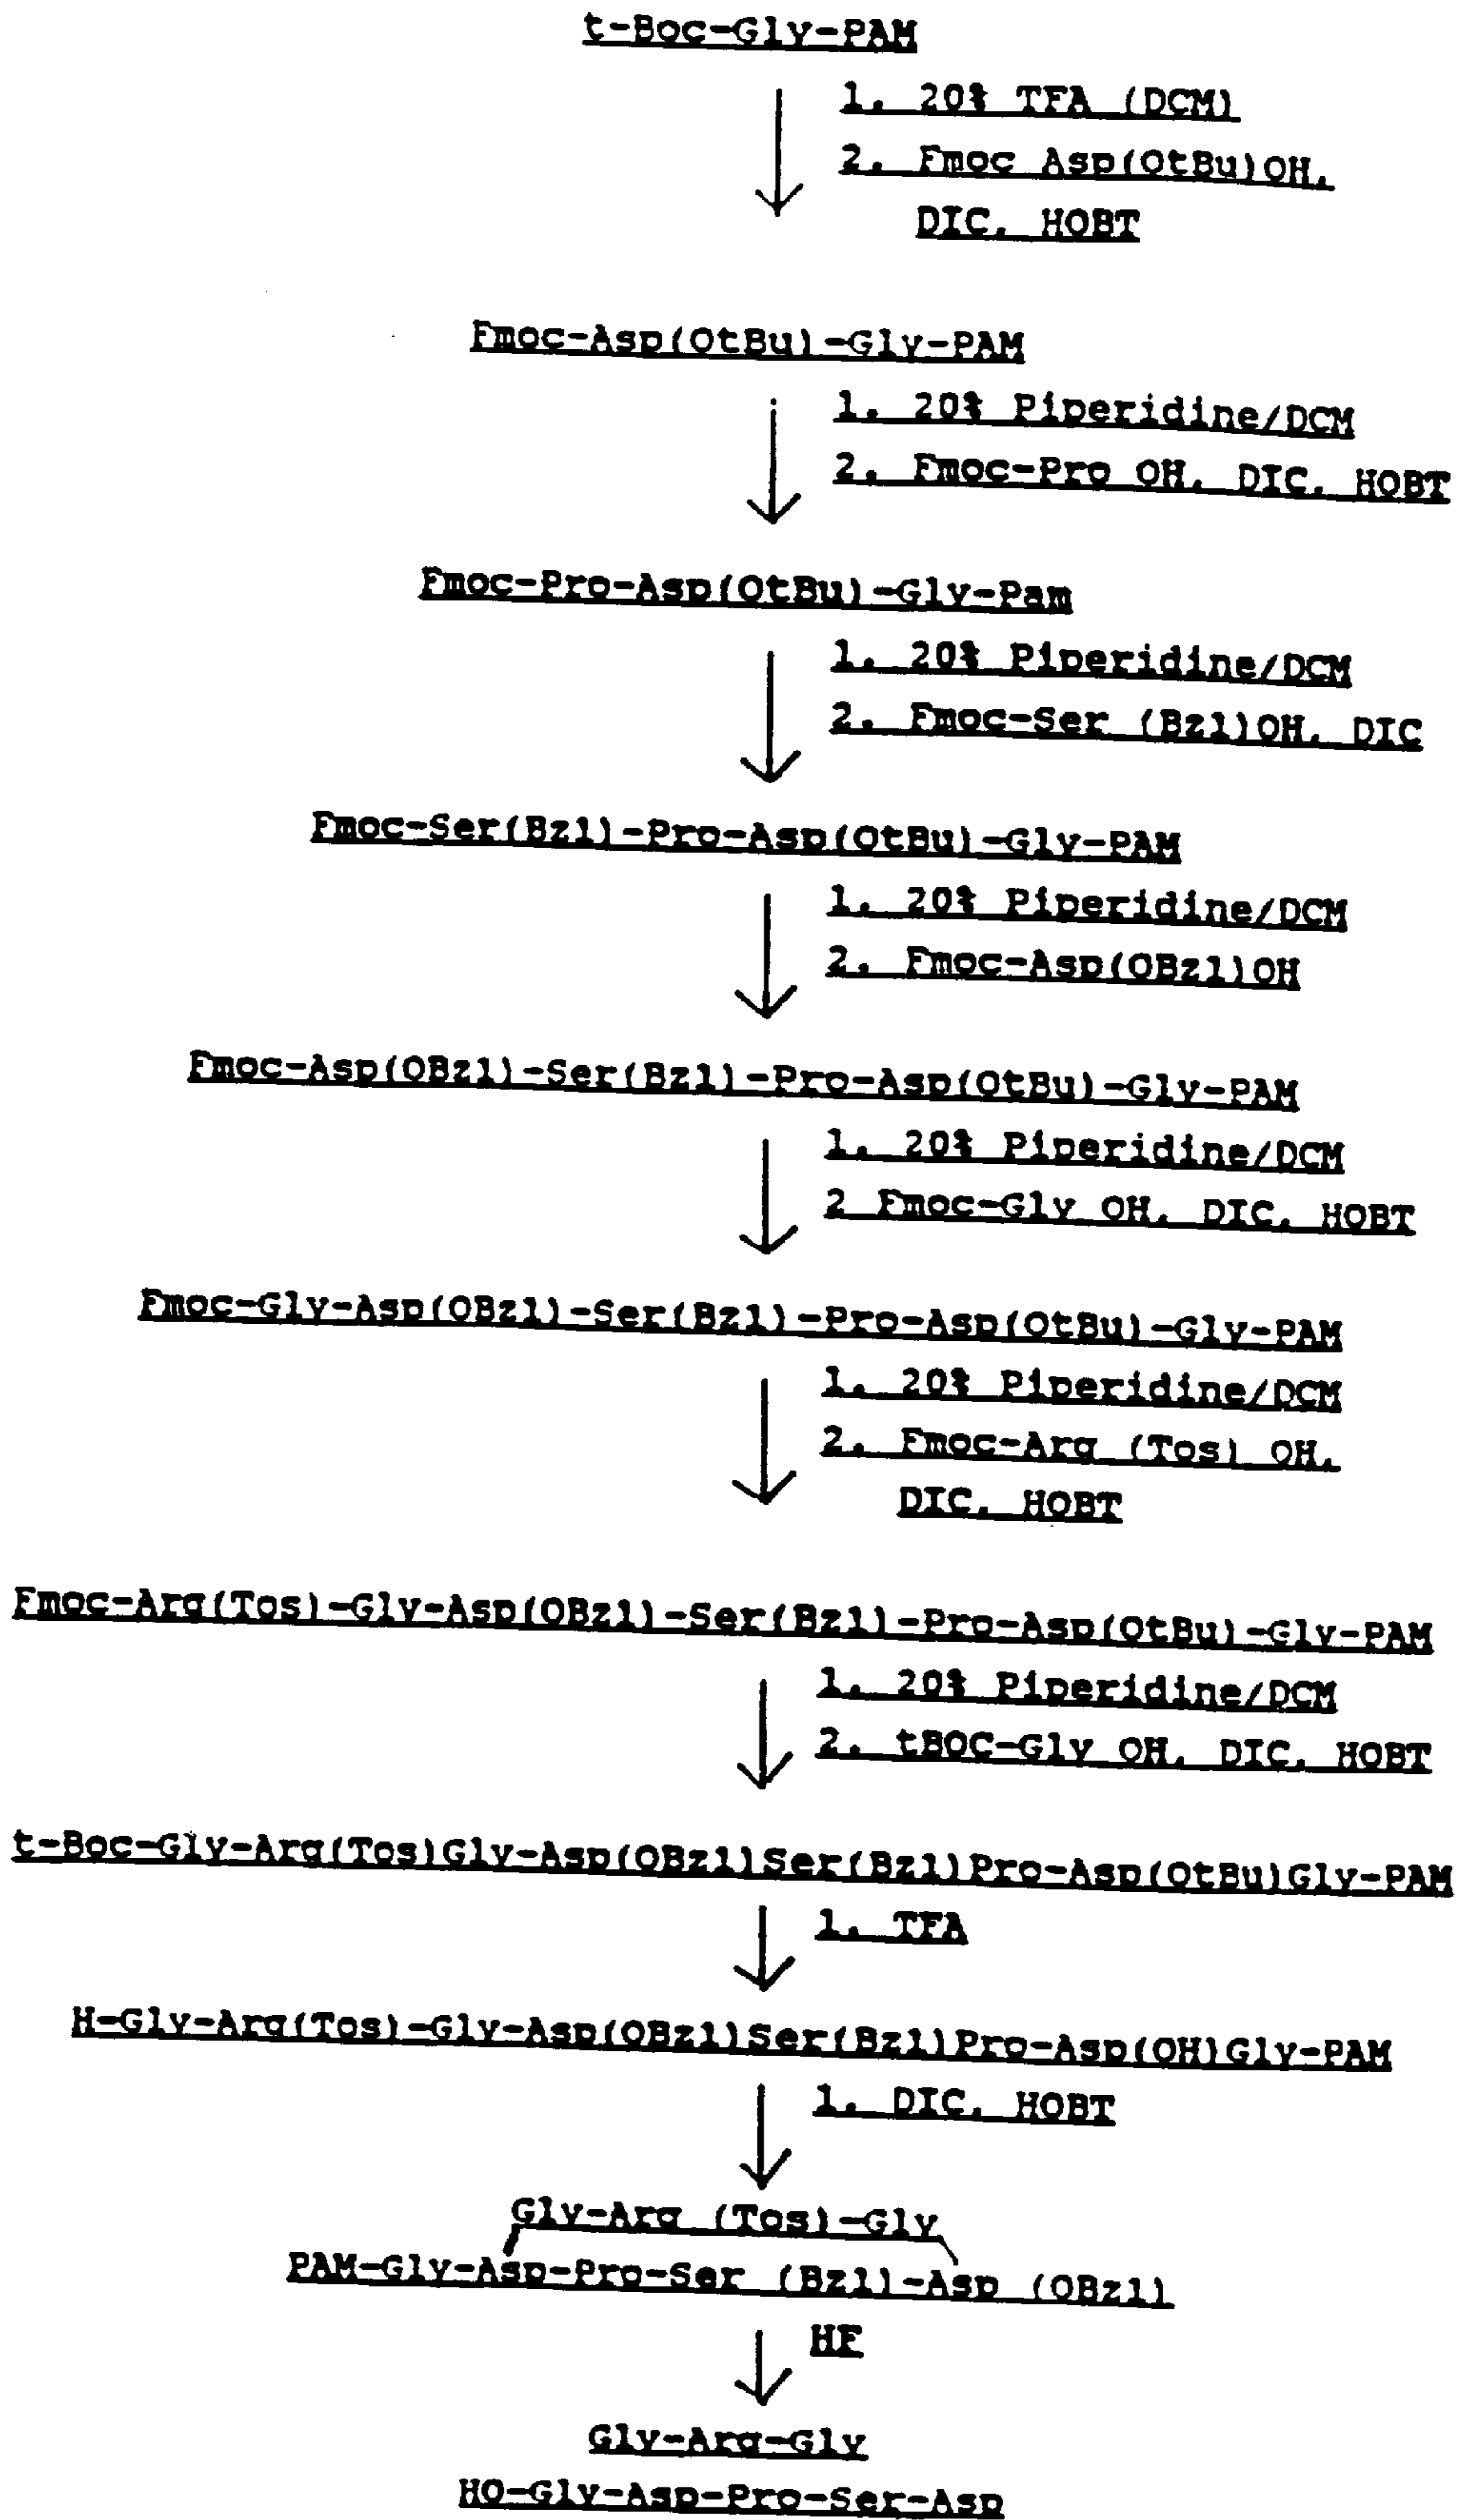 t-Boc-Gly-PAM
1. 20% TFA (DCM)
2. Fmoc Asp(OtBu)OH,
DIC, HOBT
Fmoc-Asp(OtBu)-Gly-PAM
1. 20% Piperidine/DCM
2. Fmoc-Pro OH, DIC, HOBT
Fmoc-Pro-Asp(OtBu)-Gly-Pam
1. 20% Piperidine/DCM
2. Fmoc-Ser (Bzl)OH, DIC
Fmoc-Ser(Bzl)-Pro-Asp(OtBu)-Gly-PAM
1. 20% Piperidine/DCM
2. Fmoc-Asp(OBzl)OH
Fmoc-Asp(OBzl)-Ser(Bzl)-Pro-Asp(OtBu)-Gly-PAM
1. 20% Piperidine/DCM
2 Fmoc-Gly OH, DIC, HOBT
Fmoc-Gly-Asp(OBzl)-Ser(Bzl)-Pro-Asp(OtBu)-Gly-PAM
1. 20% Piperidine/DCM
2. Fmoc-Arg (Tos) OH,
DIC, HOBT
Fmoc-Arg(Tos)-Gly-Asp(OBzl)-Ser(Bzl)-Pro-Asp(OtBu)-Gly-PAM
1. 20% Piperidine/DCM
2. tBOC-Gly OH, DIC, HOBT
t-Boc-Gly-Arg(Tos)Gly-Asp(OBzl)Ser(Bzl)Pro-Asp(OtBu)Gly-PAM
1. TFA
H-Gly-Arg(Tos)-Gly-Asp(OBzl)Ser(Bzl)Pro-Asp(OH)Gly-PAM
1. DIC, HOBT
Gly-Arg (Tos)-Gly
PAM-Gly-Asp-Pro-Ser (Bzl)-Asp (OBzl)
HF
Gly-Arg-Gly
HO-Gly-Asp-Pro-Ser-Asp